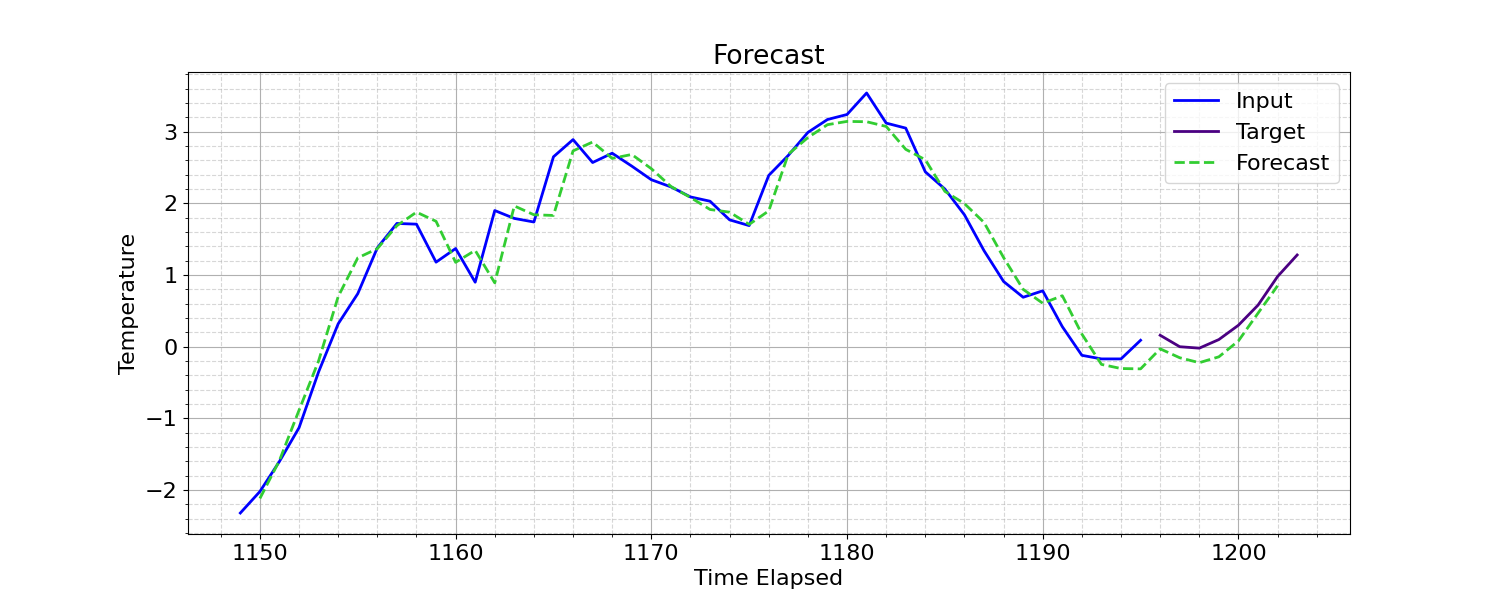 Forecast
Input
Target
Forecast
3
2
1
0
−1
−2
Temperature
1150 1160 1170 1180 1190 1200
Time Elapsed